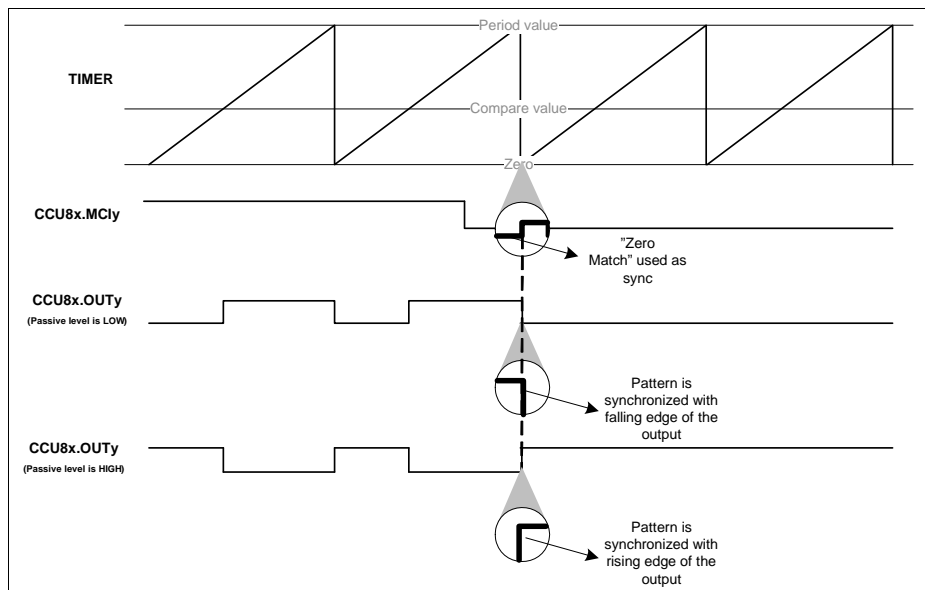 Period value
TIMER
Compare value
Zero
CCU8x.MCIy
"Zero
Match" used as
sync
CCU8x.OUTy
(Passive level is LOW)
Pattern is
synchronized with
falling edge of the
output
CCU8x.OUTy
(Passive level is HIGH)
Pattern is
synchronized with
rising edge of the
output